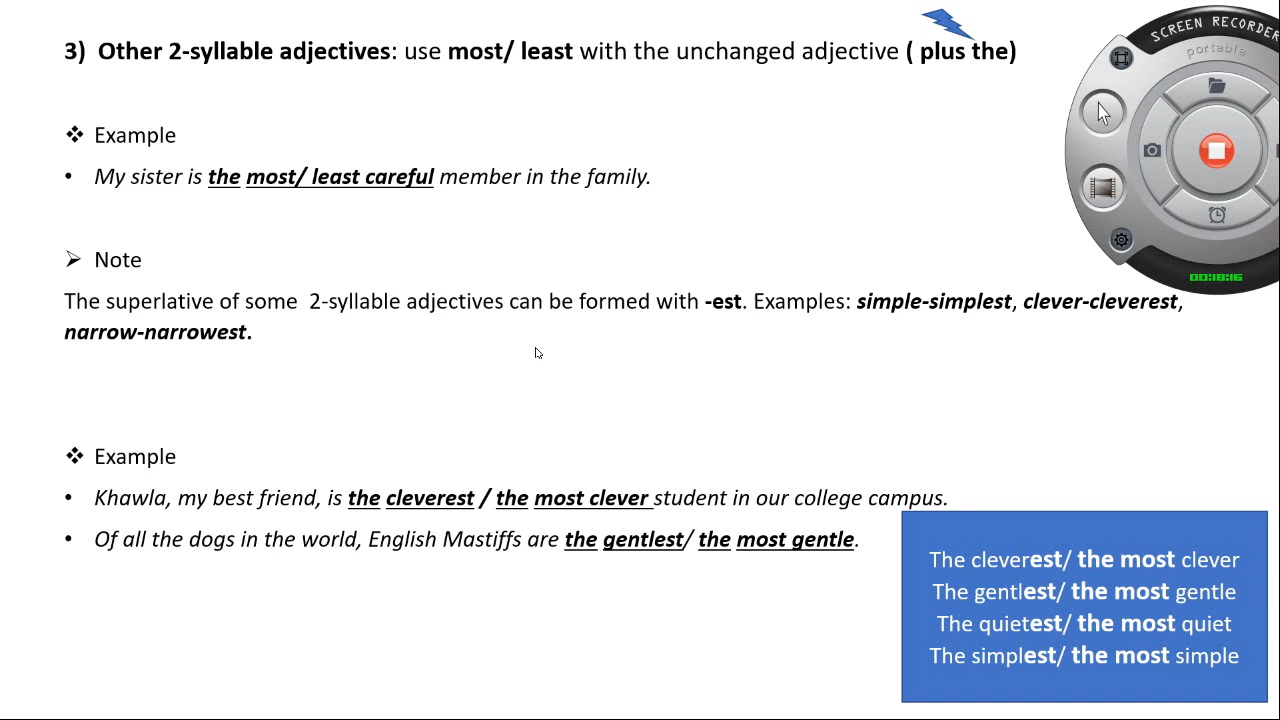 3) Other 2-syllable adjectives: use most/ least with the unchanged adjective ( plus the)
SCREEN RECORDER
portable
❖ Example
• My sister is the most/ least careful member in the family.
➢ Note
00:18:16
The superlative of some 2-syllable adjectives can be formed with -est. Examples: simple-simplest, clever-cleverest,
narrow-narrowest.
❖ Example
• Khawla, my best friend, is the cleverest / the most clever student in our college campus.
• Of all the dogs in the world, English Mastiffs are the gentlest/ the most gentle.
The cleverest/ the most clever
The gentlest/ the most gentle
The quietest/ the most quiet
The simplest/ the most simple